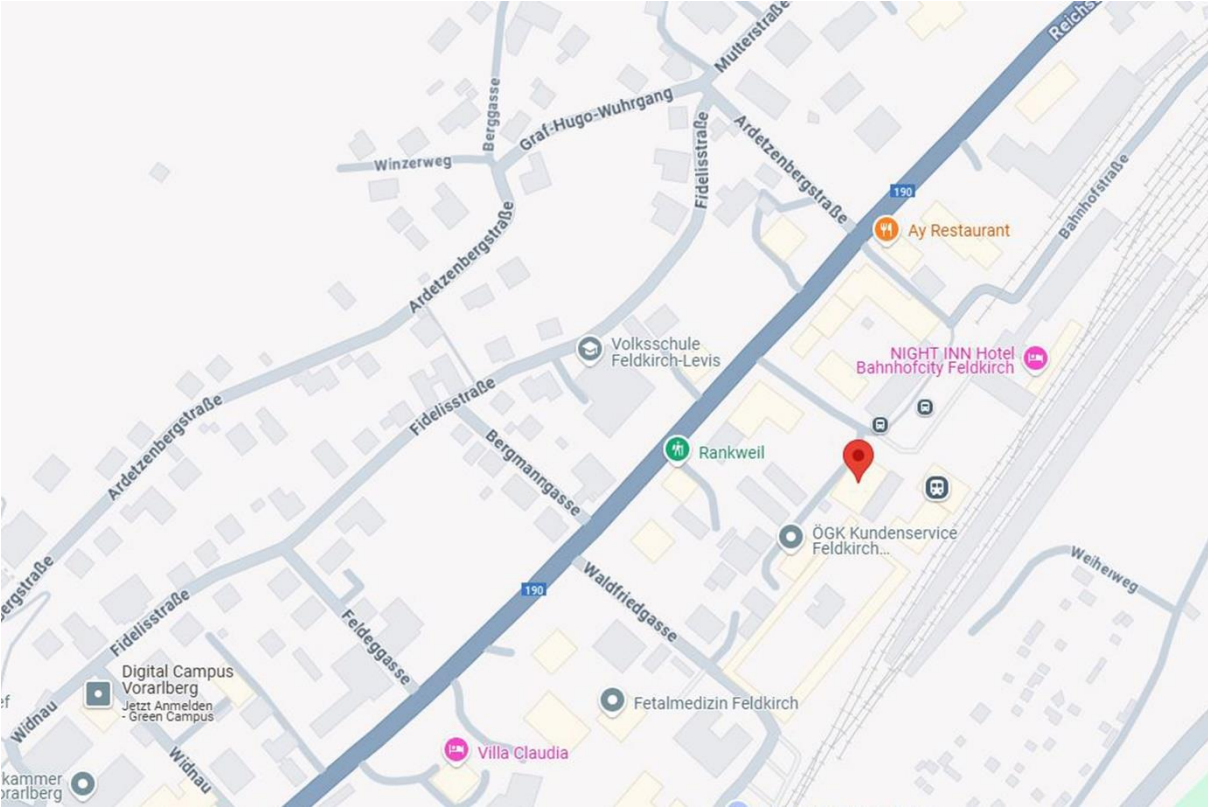 Mutterstraße
Reichs
Berggasse
Graf-Hugo-Wuhrgang
Winzerweg
Fidelisstraße
Ardetzenbergstraße
190
Bahnhofstraße
Ay Restaurant
Ardetzenbergstraße
Volksschule
Feldkirch-Levis
NIGHT INN Hotel
Bahnhofcity Feldkirch
Fidelisstraße
Ardetzenbergstraße
Bergmanngasse
Rankweil
ÖGK Kundenservice
Feldkirch...
Weiherweg
190
Waldfriedgasse
ergstraße
Fidelisstraße
Feldeggasse
Digital Campus
Vorarlberg
Jetzt Anmelden
- Green Campus
ef
Widnau
Widnau
Fetalmedizin Feldkirch
Villa Claudia
kammer
orarlberg